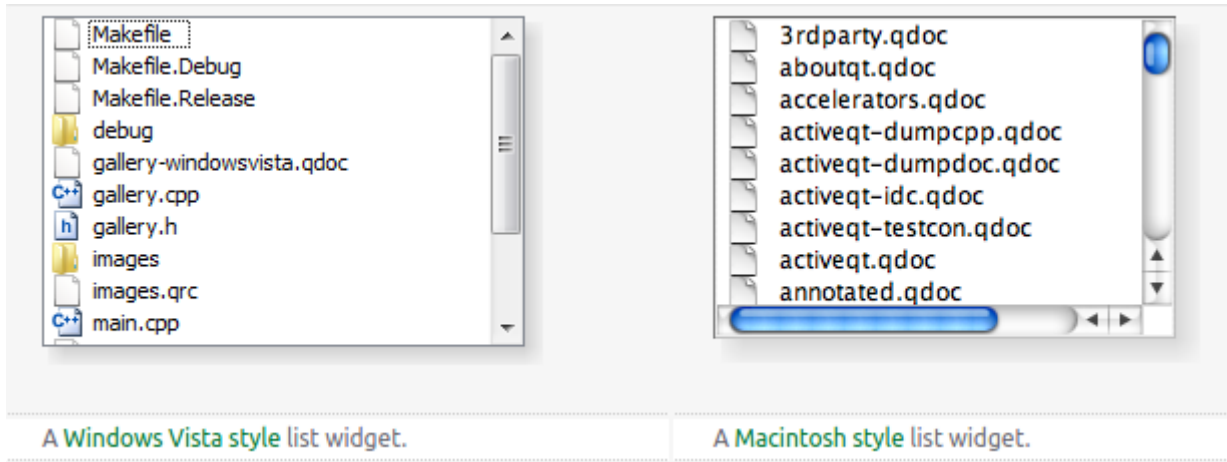 Makefile
Makefile.Debug
Makefile.Release
debug
gallery-windowsvista.qdoc
C++ gallery.cpp
h gallery.h
images
images.qrc
C++ main.cpp
3rdparty.qdoc
aboutqt.qdoc
accelerators.qdoc
activeqt-dumpcpp.qdoc
activeqt-dumpdoc.qdoc
activeqt-idc.qdoc
activeqt-testcon.qdoc
activeqt.qdoc
annotated.qdoc
A Windows Vista style list widget.
A Macintosh style list widget.